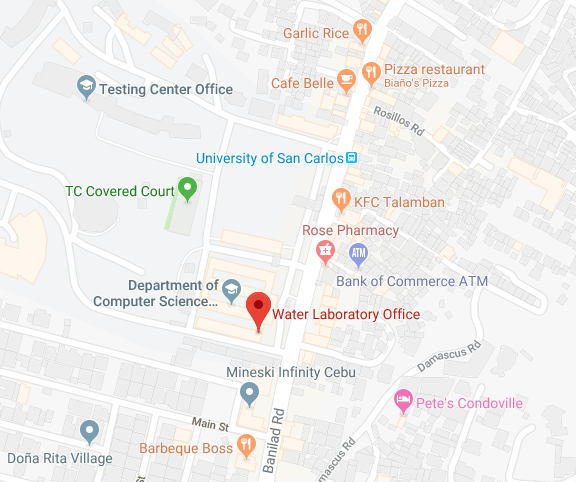 Garlic Rice
Pizza restaurant
Biaño's Pizza
Cafe Belle
Testing Center Office
Rosillos Rd
University of San Carlos
TC Covered Court
KFC Talamban
Rose Pharmacy
ATM
Bank of Commerce ATM
Department of
Computer Science...
Water Laboratory Office
Damascus Rd
Mineski Infinity Cebu
Pete's Condoville
Main St
Banilad Rd
Barbeque Boss
Doña Rita Village
mascus Rd
st